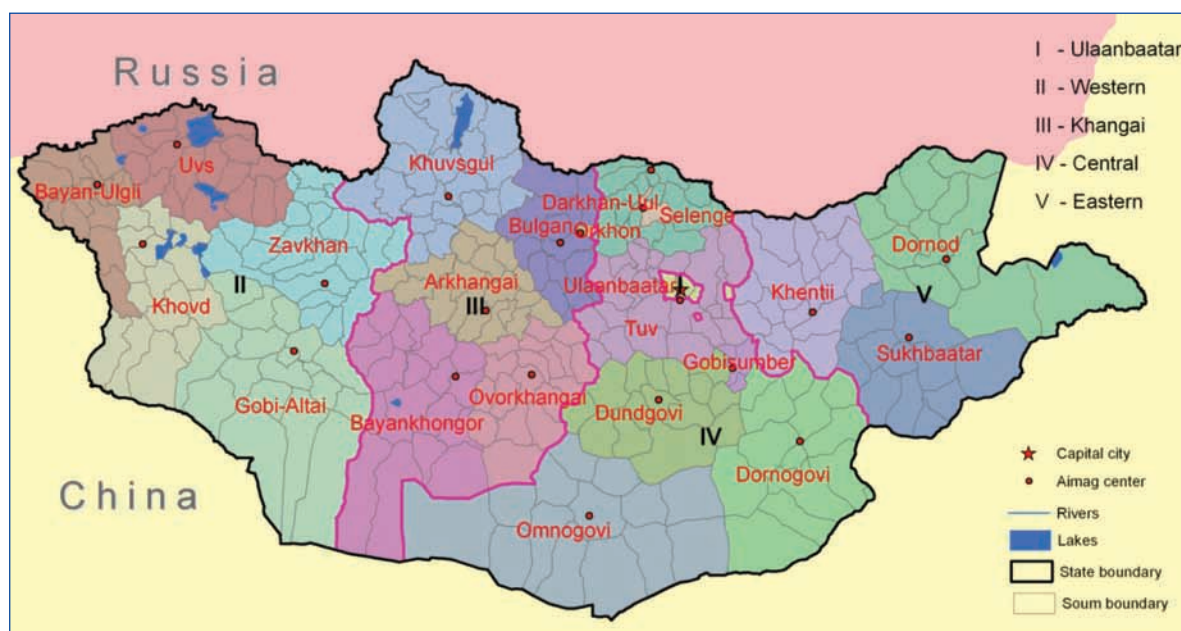 Russia
I - Ulaanbaatar
II - Western
III - Khangai
IV - Central
V - Eastern
Uvs
Bayan-Ulgii
Khuvsgul
Darkhan-Uul
Selenge
Bulgan
Orkhon
Dornod
Zavkhan
Arkhangai
Ulaanbaatar
I
Khentii
Khovd
II
III
V
Tuv
Sukhbaatar
Gobisumber
Gobi-Altai
Ovorkhangai
Bayankhongor
Dundgovi
IV
Dornogovi
China
Omnogovi
Capital city
Aimag center
Rivers
Lakes
State boundary
Soum boundary